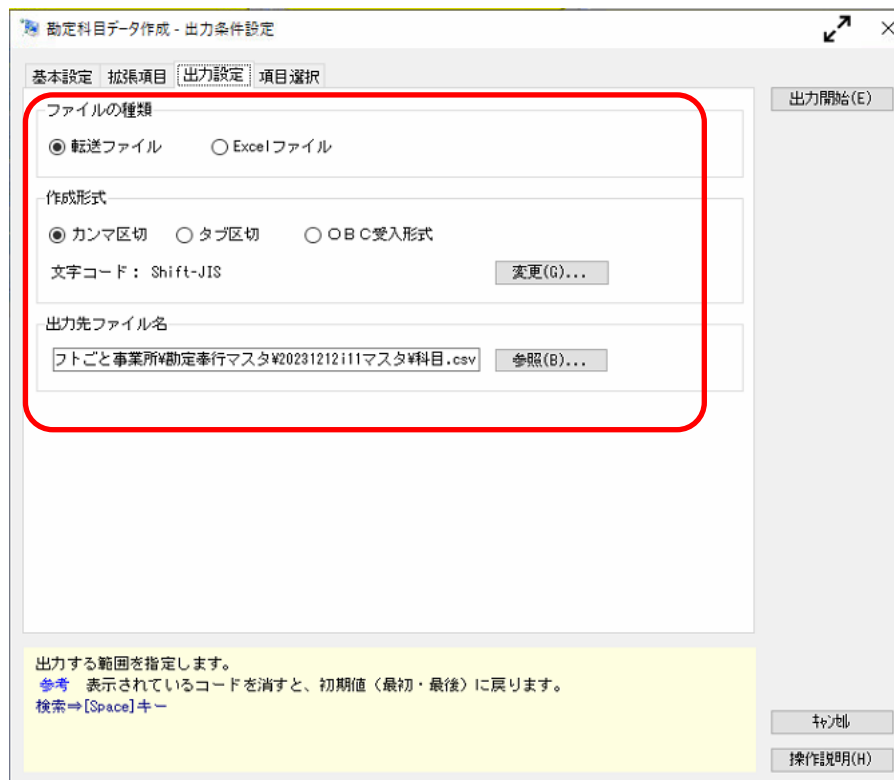 勘定科目データ作成 - 出力条件設定
基本設定 拡張項目 出力設定 項目選択
出力開始(E)
ファイルの種類
転送ファイル Excelファイル
作成形式
カンマ区切 タブ区切 ＯＢＣ受入形式
文字コード： Shift-JIS 変更(G)...
出力先ファイル名
フトごと事業所¥勘定奉行マスタ¥20231212i11マスタ¥科目.csv 参照(B)...
出力する範囲を指定します。
参考 表示されているコードを消すと、初期値（最初・最後）に戻ります。
検索⇒[Space]キー
ｷｬﾝｾﾙ
操作説明(H)